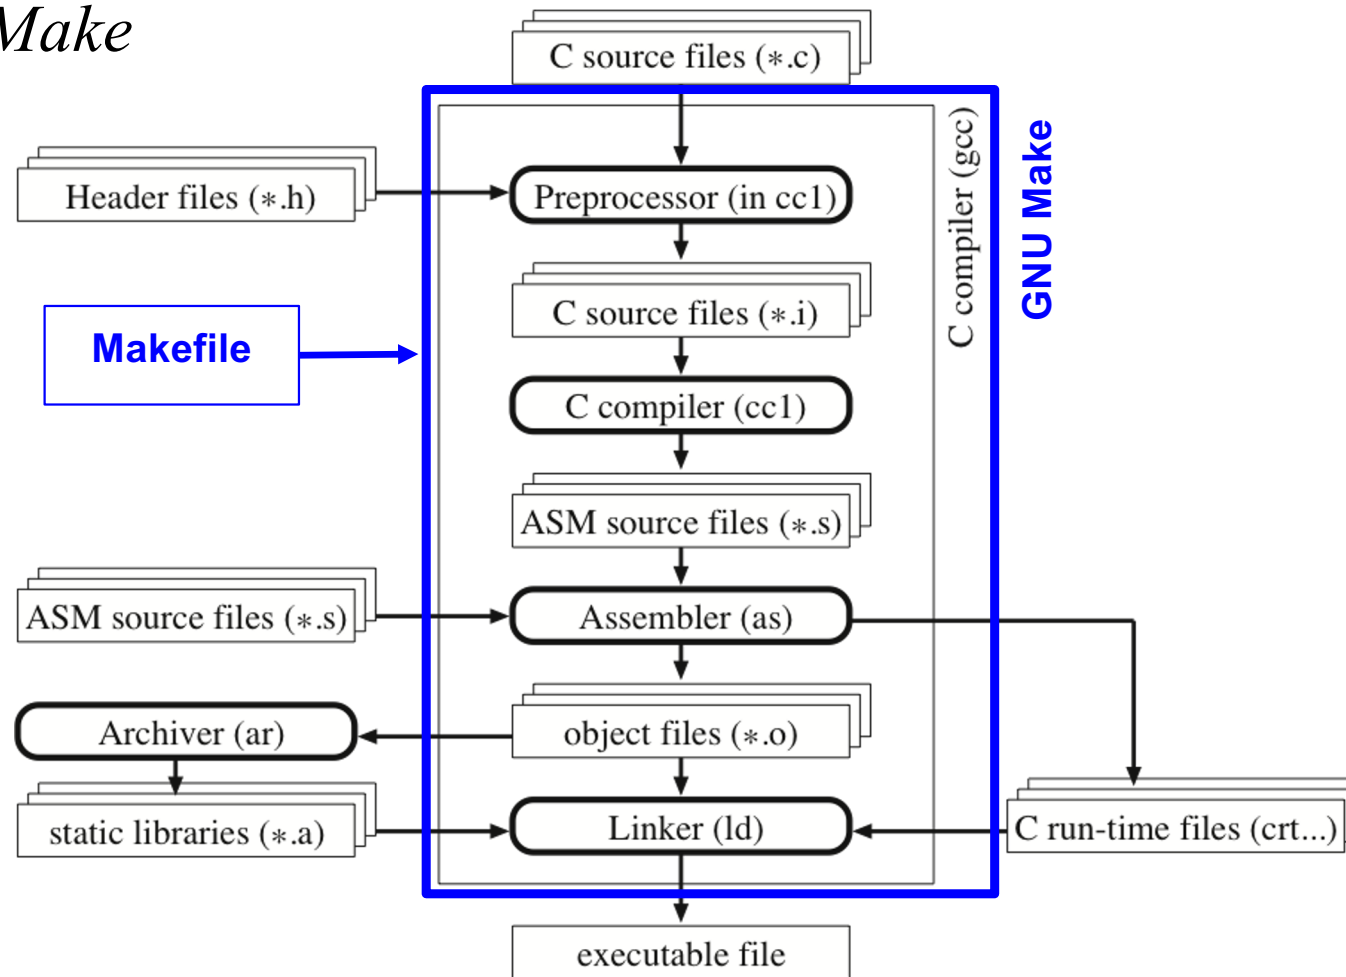 Make
C source files (*.c)
Header files (*.h)
Preprocessor (in cc1)
C compiler (gcc)
GNU Make
C source files (*.i)
Makefile
C compiler (cc1)
ASM source files (*.s)
ASM source files (*.s)
Assembler (as)
Archiver (ar)
object files (*.o)
static libraries (*.a)
Linker (ld)
C run-time files (crt...)
executable file